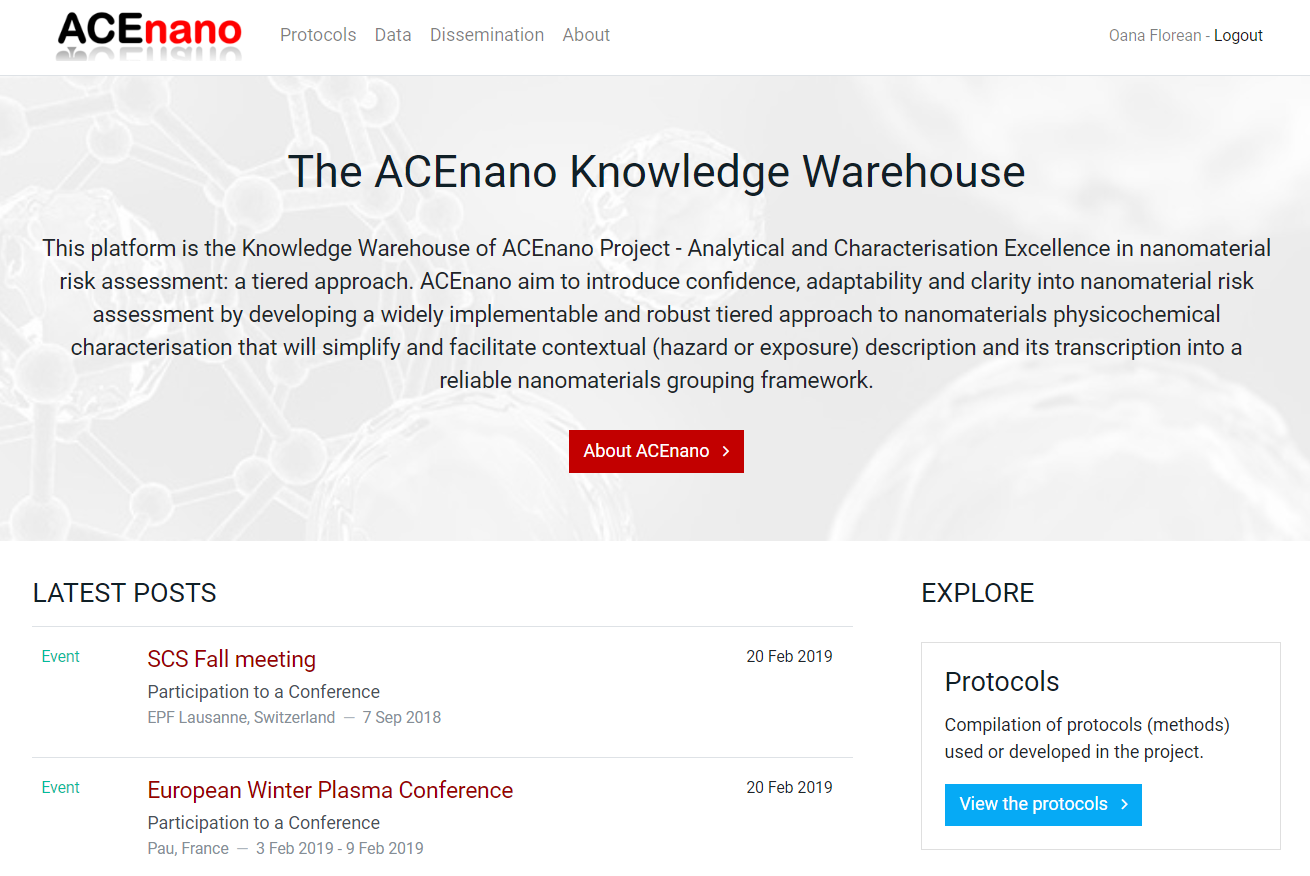 ACEnano
Protocols Data Dissemination About
Oana Florean - Logout
The ACEnano Knowledge Warehouse
This platform is the Knowledge Warehouse of ACEnano Project - Analytical and Characterisation Excellence in nanomaterial
risk assessment: a tiered approach. ACEnano aim to introduce confidence, adaptability and clarity into nanomaterial risk
assessment by developing a widely implementable and robust tiered approach to nanomaterials physicochemical
characterisation that will simplify and facilitate contextual (hazard or exposure) description and its transcription into a
reliable nanomaterials grouping framework.
About ACEnano
LATEST POSTS
Event
SCS Fall meeting
20 Feb 2019
Participation to a Conference
EPF Lausanne, Switzerland — 7 Sep 2018
Event
European Winter Plasma Conference
20 Feb 2019
Participation to a Conference
Pau, France — 3 Feb 2019 - 9 Feb 2019
EXPLORE
Protocols
Compilation of protocols (methods)
used or developed in the project.
View the protocols